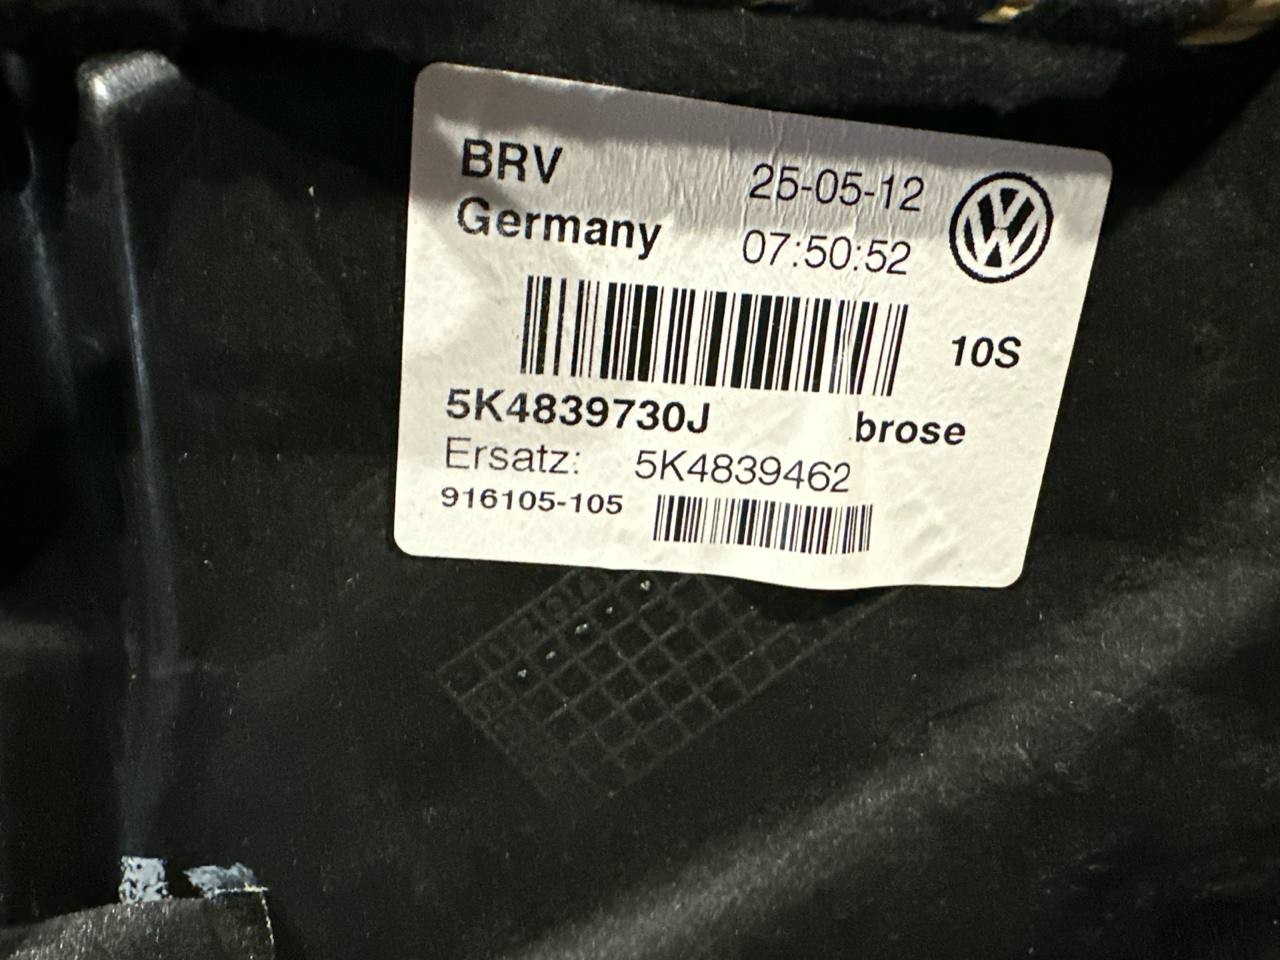 BRV 25-05-12
Germany 07:50:52
10S
5K4839730J brose
Ersatz: 5K4839462
916105-105